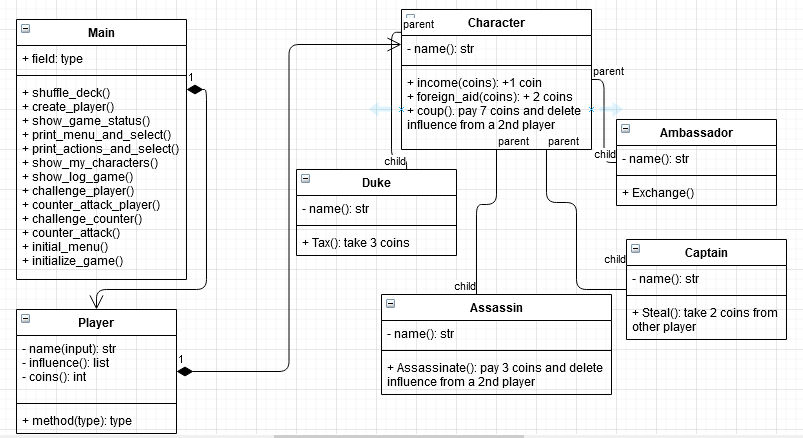 Main
+ field: type
+ shuffle_deck()
+ create_player()
+ show_game_status()
+ print_menu_and_select()
+ print_actions_and_select()
+ show_my_characters()
+ show_log_game()
+ challenge_player()
+ counter_attack_player()
+ challenge_counter()
+ counter_attack()
+ initial_menu()
+ initialize_game()
1
Player
- name(input): str
- influence(): list
- coins(): int
+ method(type): type
1
parent
Character
- name(): str
+ income(coins): +1 coin
+ foreign_aid(coins): + 2 coins
+ coup(). pay 7 coins and delete
influence from a 2nd player
parent
parent
parent
child
Duke
- name(): str
+ Tax(): take 3 coins
child
Assassin
- name(): str
+ Assassinate(): pay 3 coins and delete
influence from a 2nd player
child
Ambassador
- name(): str
+ Exchange()
child
Captain
- name(): str
+ Steal(): take 2 coins from
other player